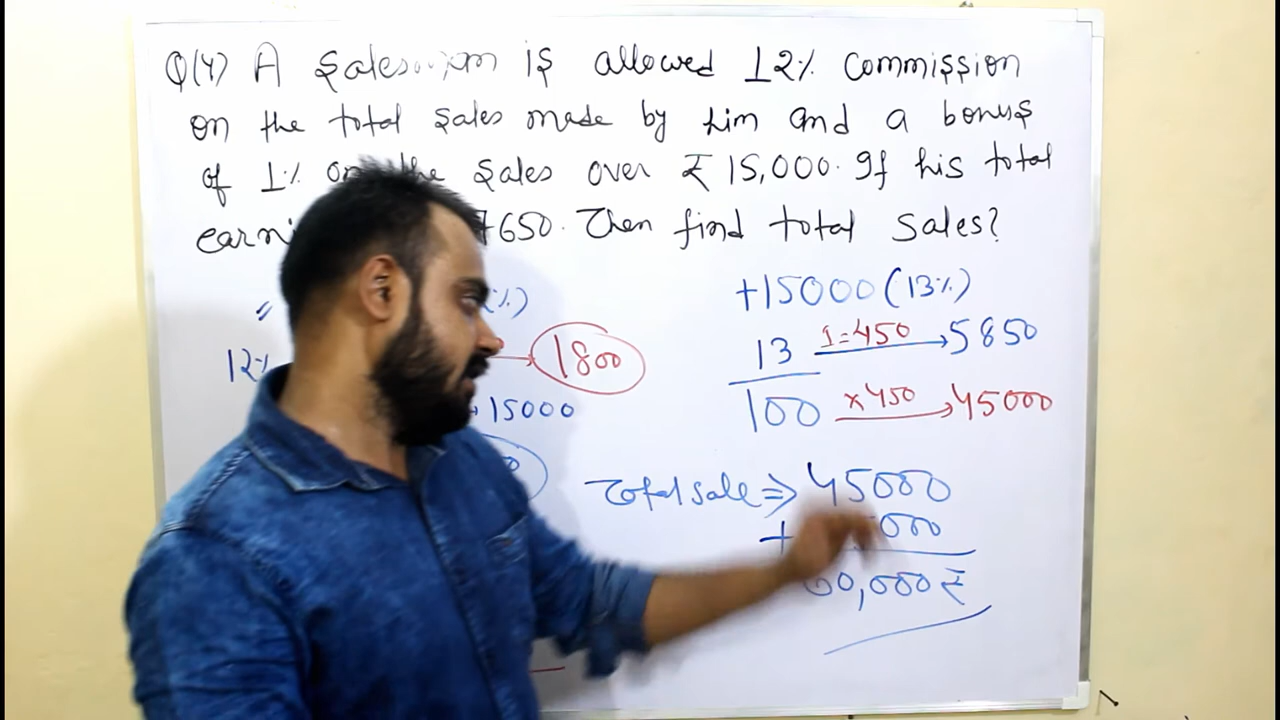 Q(4) A Salesman is allowed 12% commission
on the total sales made by him and a bonus
of 1% on the sales over ₹ 15,000. If his total
earni 7650. Then find total sales?
%)
12%
1800
15000
+15000 (13%)
13 1=450 → 5850
100 ×450 → 45000
Total sale ⇒ 45000
+ 000
60,000 ₹